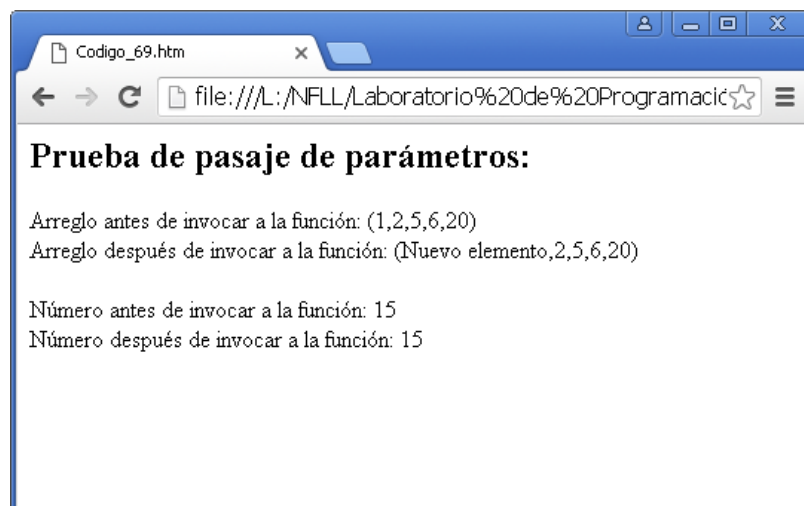 Codigo_69.htm
file:///L:/NFLL/Laboratorio%20de%20Programació
Prueba de pasaje de parámetros:
Arreglo antes de invocar a la función: (1,2,5,6,20)
Arreglo después de invocar a la función: (Nuevo elemento,2,5,6,20)
Número antes de invocar a la función: 15
Número después de invocar a la función: 15